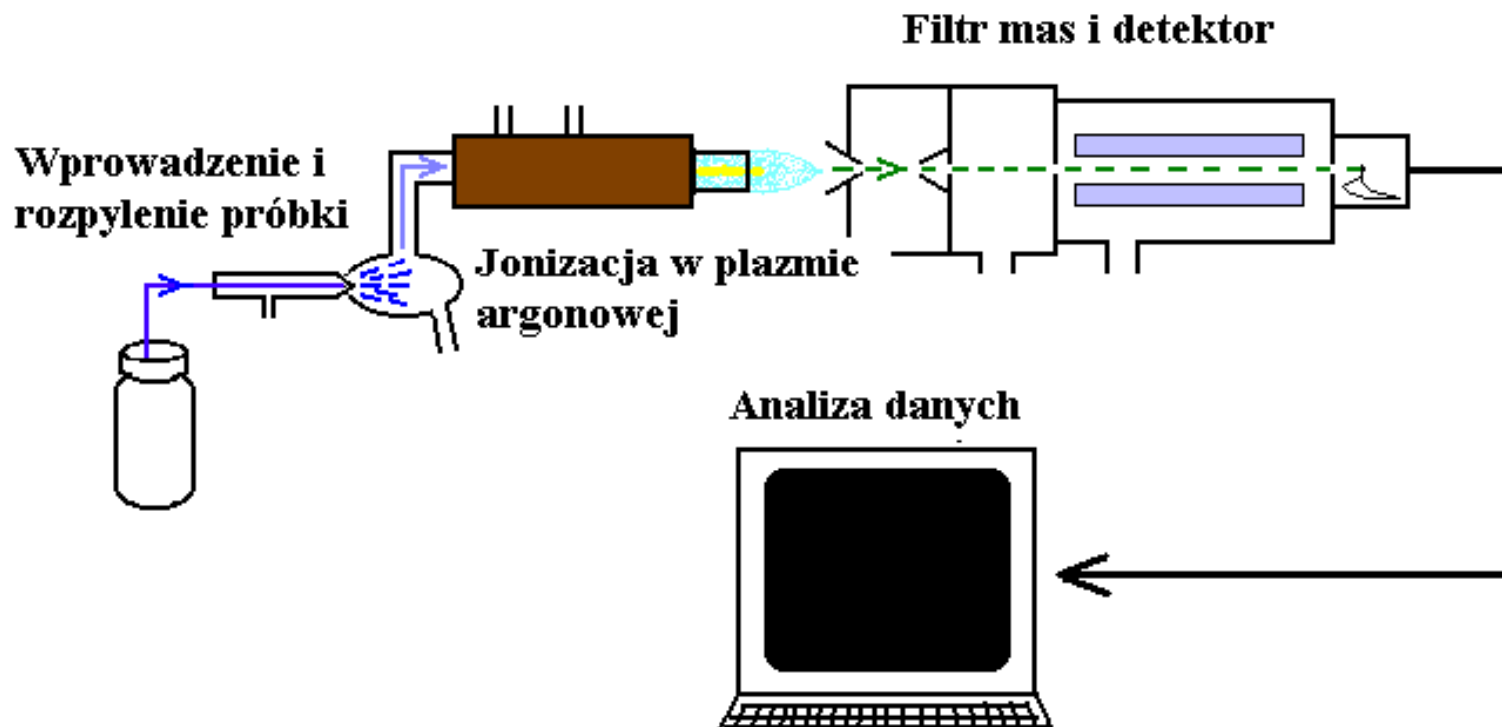 Filtr mas i detektor
Wprowadzenie i
rozpylenie próbki
Jonizacja w plazmie
argonowej
Analiza danych